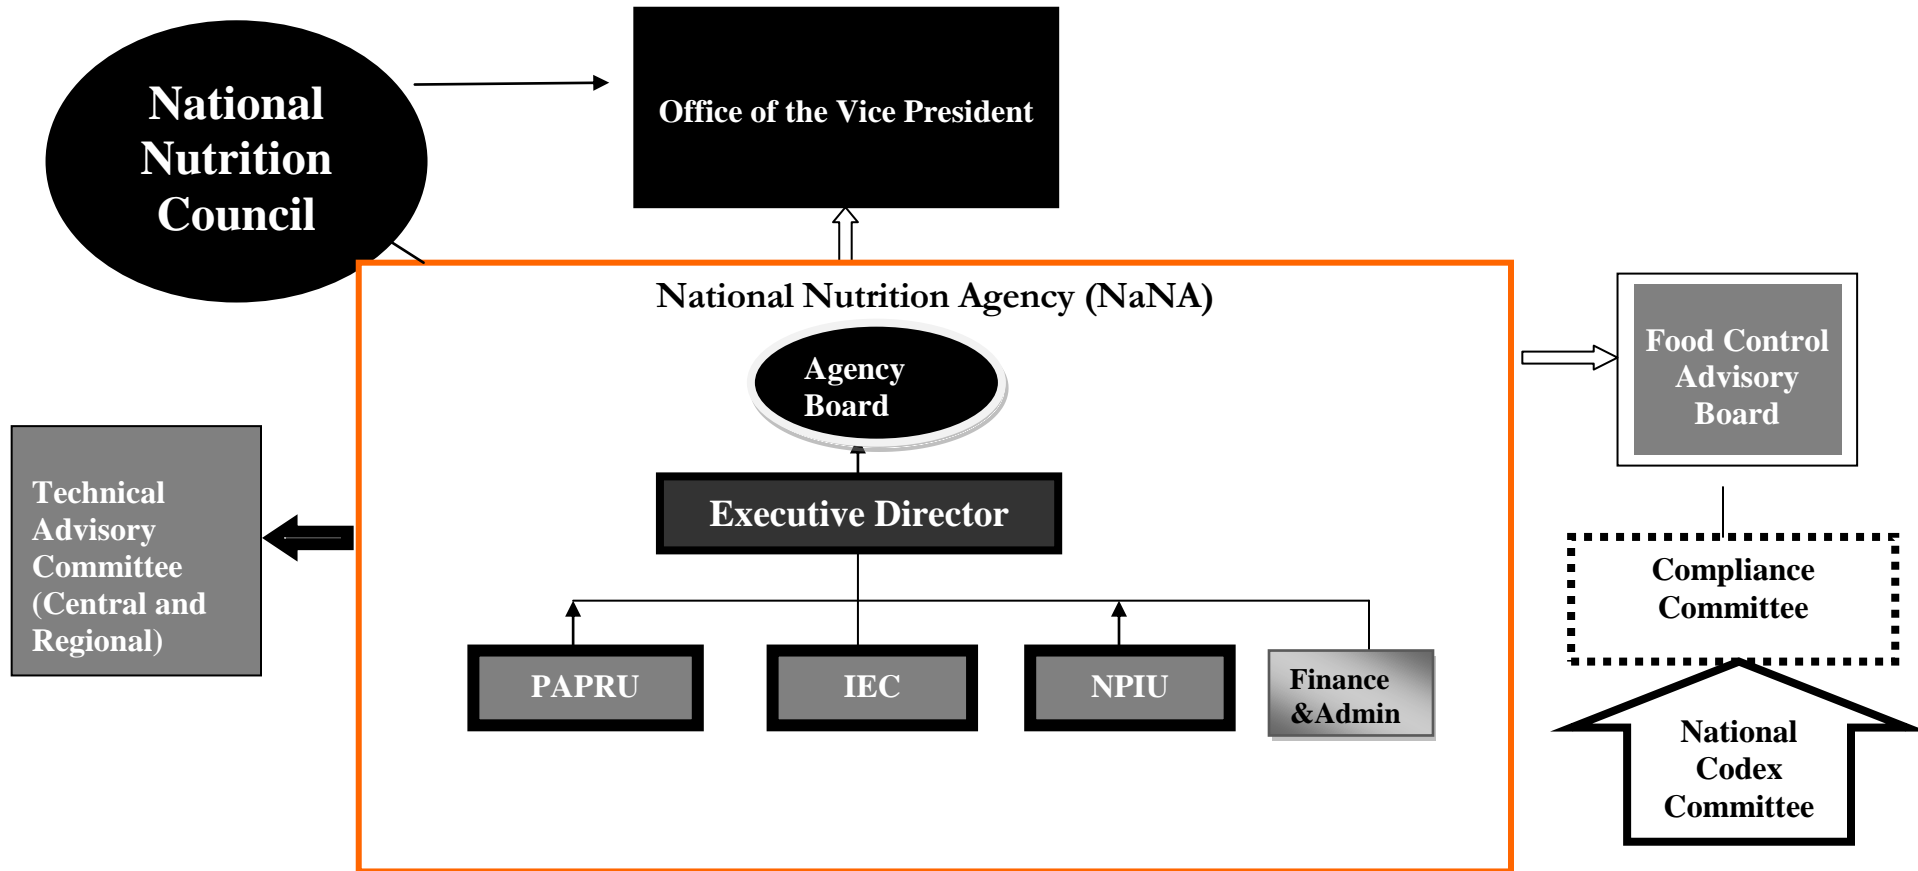 National
Nutrition
Council
Office of the Vice President
National Nutrition Agency (NaNA)
Agency
Board
Executive Director
PAPRU
IEC
NPIU
Finance
&Admin
Technical
Advisory
Committee
(Central and
Regional)
Food Control
Advisory
Board
Compliance
Committee
National
Codex
Committee